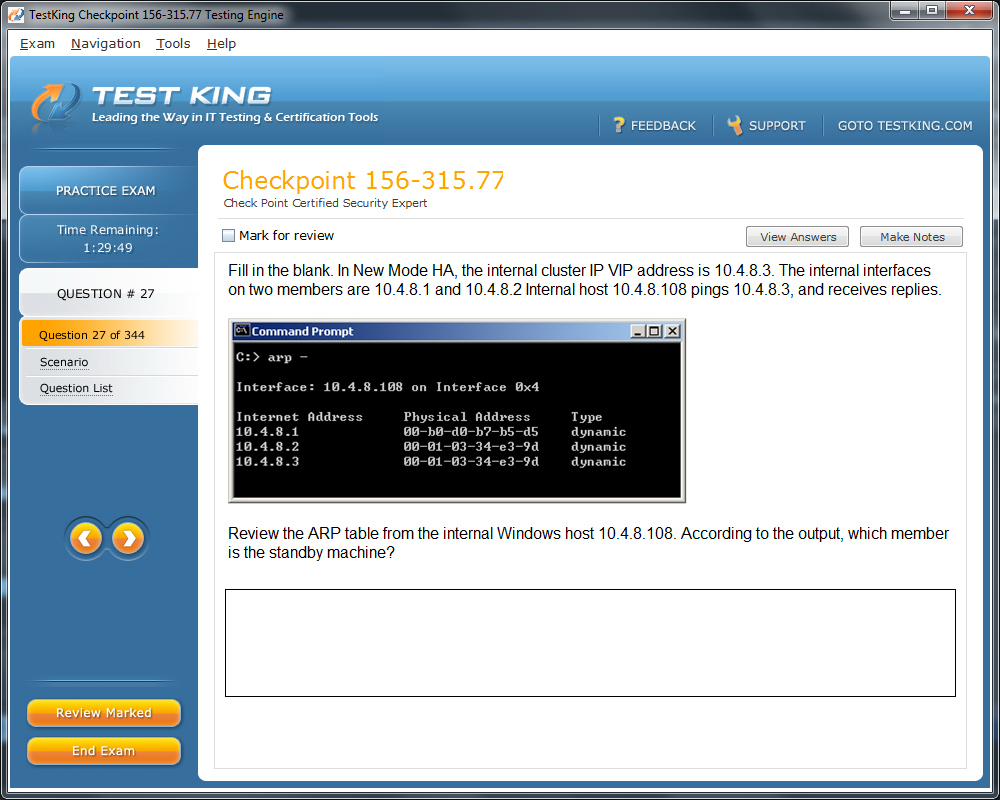 TestKing Checkpoint 156-315.77 Testing Engine
Exam Navigation Tools Help
TEST KING
Leading the Way in IT Testing & Certification Tools
? FEEDBACK SUPPORT GOTO TESTKING.COM
PRACTICE EXAM
Time Remaining:
1:29:49
QUESTION # 27
Question 27 of 344
Scenario
Question List
Review Marked
End Exam
Checkpoint 156-315.77
Check Point Certified Security Expert
Mark for review
View Answers Make Notes
Fill in the blank. In New Mode HA, the internal cluster IP VIP address is 10.4.8.3. The internal interfaces
on two members are 10.4.8.1 and 10.4.8.2 Internal host 10.4.8.108 pings 10.4.8.3, and receives replies.
C:\ Command Prompt
C:> arp -
Interface: 10.4.8.108 on Interface 0x4
Internet Address Physical Address Type
10.4.8.1 00-b0-d0-b7-b5-d5 dynamic
10.4.8.2 00-01-03-34-e3-9d dynamic
10.4.8.3 00-01-03-34-e3-9d dynamic
Review the ARP table from the internal Windows host 10.4.8.108. According to the output, which member
is the standby machine?